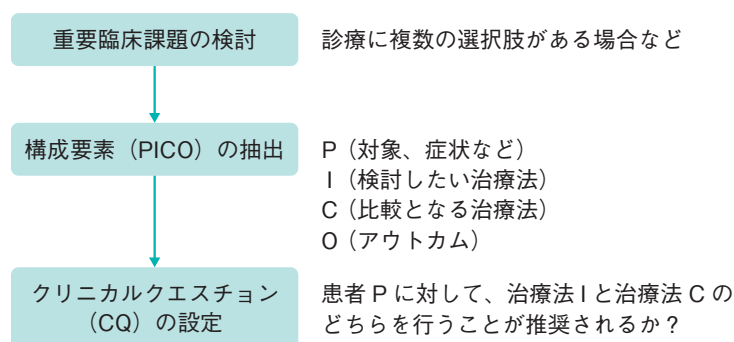 重要臨床課題の検討
診療に複数の選択肢がある場合など
構成要素（PICO）の抽出
P（対象、症状など）
I（検討したい治療法）
C（比較となる治療法）
O（アウトカム）
クリニカルクエスチョン
（CQ）の設定
患者 P に対して、治療法 I と治療法 C の
どちらを行うことが推奨されるか？